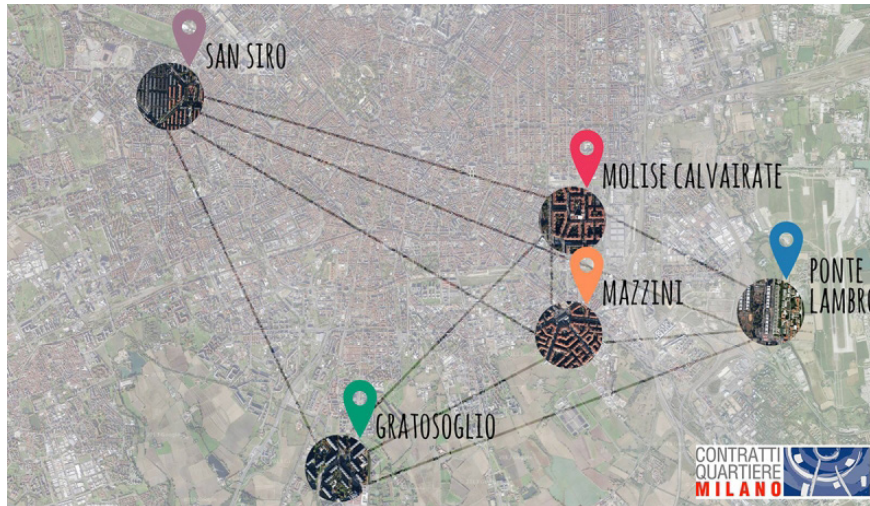 SAN SIRO
MOLISE CALVAIRATE
MAZZINI
PONTE
LAMBRO
GRATOSOGLIO
CONTRATTI
QUARTIERE
MILANO